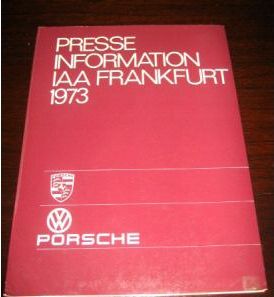 PRESSE
INFORMATION
IAA FRANKFURT
1973
PORSCHE